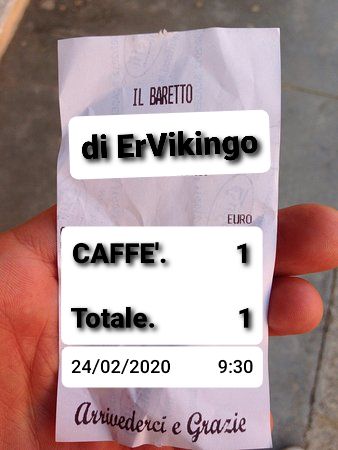 IL BARETTO
di ErVikingo
EURO
CAFFE'. 1
Totale. 1
24/02/2020 9:30
Arrivederci e Grazie